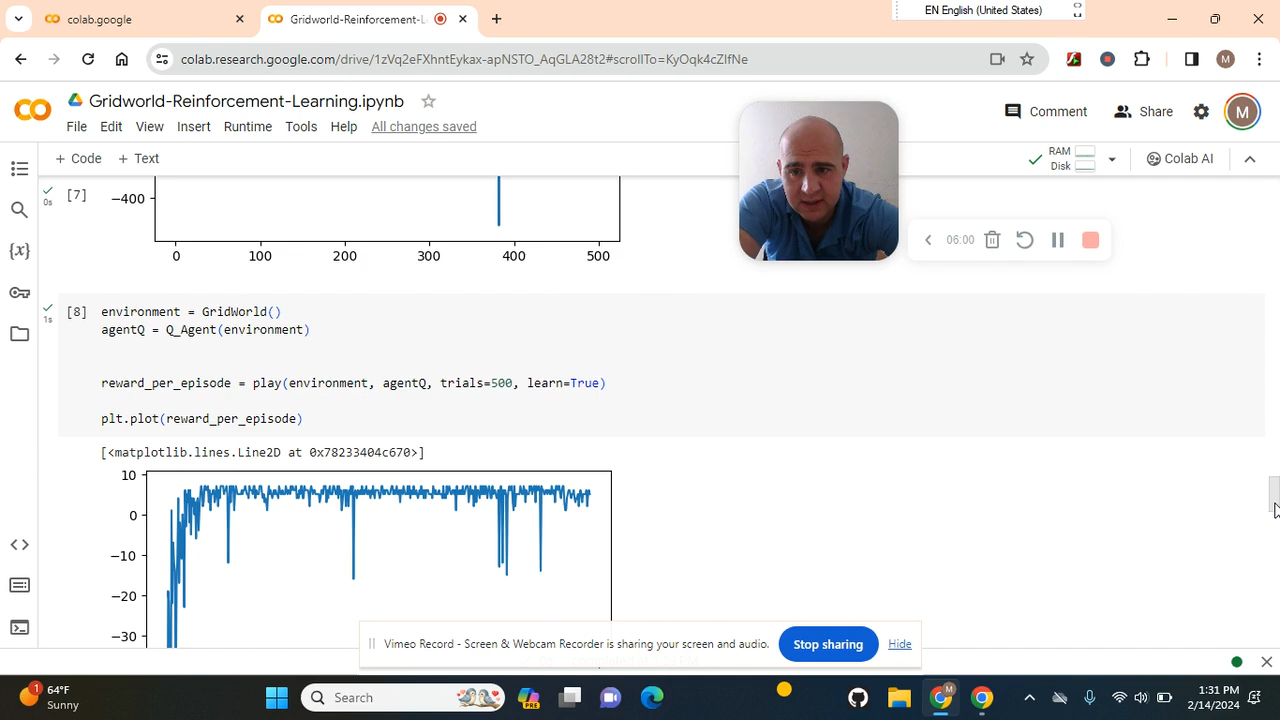 EN English (United States)
colab.google
Gridworld-Reinforcement-L
colab.research.google.com/drive/1zVq2eFXhntEykax-apNSTO_AqGLA28t2#scrollTo=KyOqk4cZIfNe
M
Gridworld-Reinforcement-Learning.ipynb
Comment
Share
M
File Edit View Insert Runtime Tools Help All changes saved
+ Code + Text
RAM
Disk
Colab AI
[7]
0s
−400
0 100 200 300 400 500
06:00
[8]
1s
environment = GridWorld()
agentQ = Q_Agent(environment)
reward_per_episode = play(environment, agentQ, trials=500, learn=True)
plt.plot(reward_per_episode)
[<matplotlib.lines.Line2D at 0x78233404c670>]
10
0
−10
−20
−30
Vimeo Record - Screen & Webcam Recorder is sharing your screen and audio.
Stop sharing
Hide
1
64°F
Sunny
Search
PRE
M
1:31 PM
2/14/2024